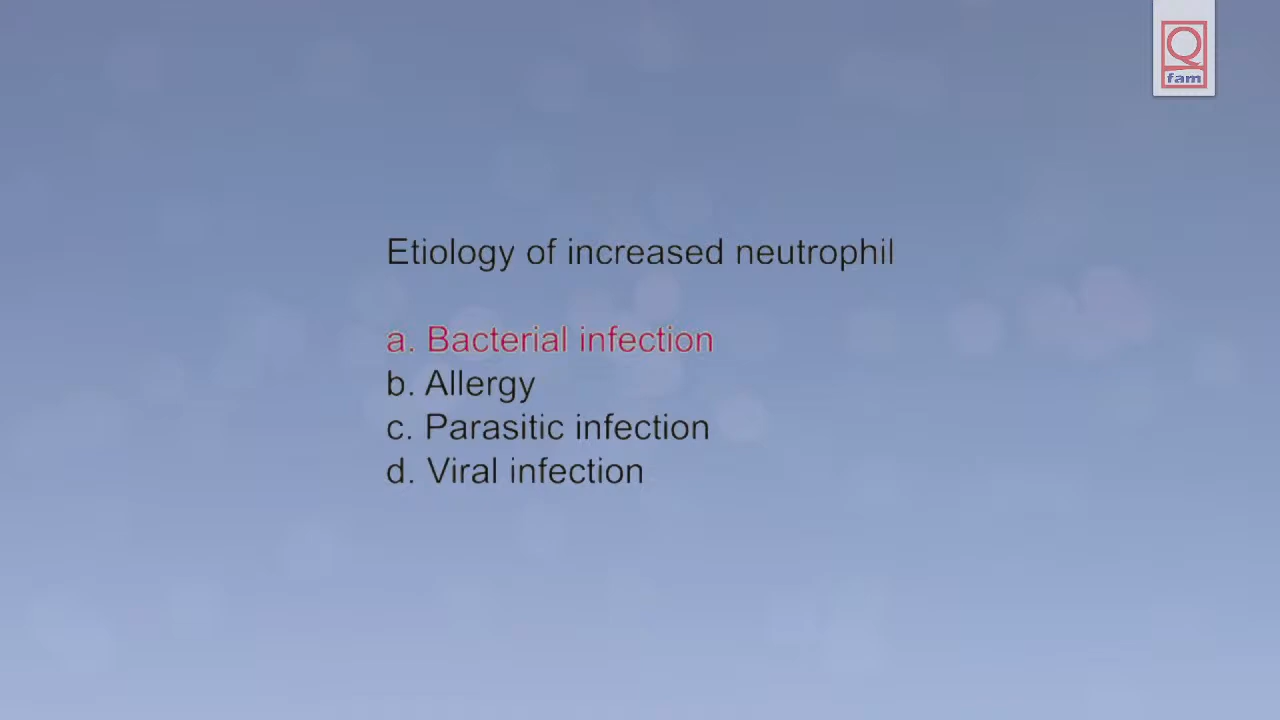 Q
fam
Etiology of increased neutrophil
a. Bacterial infection
b. Allergy
c. Parasitic infection
d. Viral infection